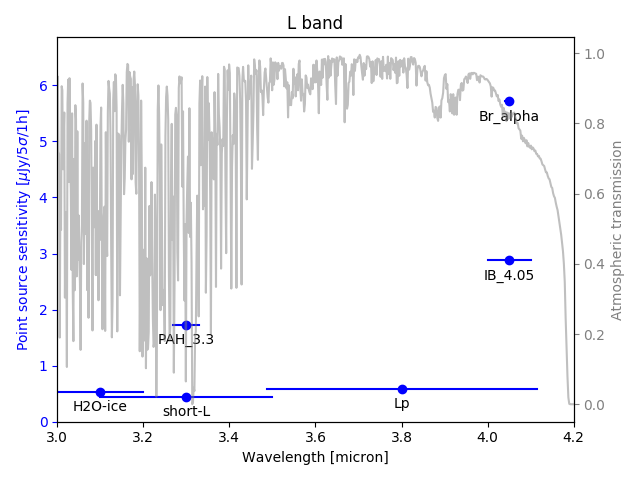 L band
Point source sensitivity [μJy/5σ/1h]
6
5
4
3
2
1
0
1.0
0.8
0.6
0.4
0.2
0.0
Atmospheric transmission
Br_alpha
IB_4.05
PAH_3.3
H2O-ice
short-L
Lp
3.0 3.2 3.4 3.6 3.8 4.0 4.2
Wavelength [micron]